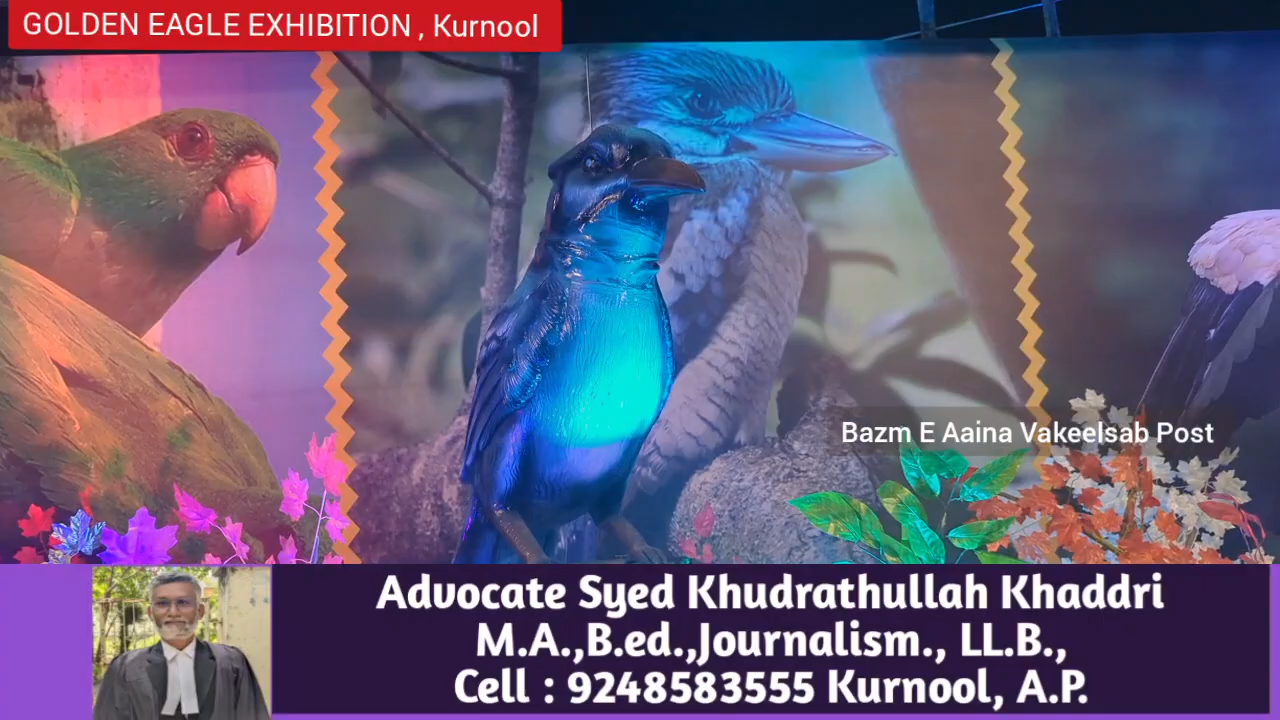 GOLDEN EAGLE EXHIBITION , Kurnool
Bazm E Aaina Vakeelsab Post
Advocate Syed Khudrathullah Khaddri
M.A.,B.ed.,Journalism., LL.B.,
Cell : 9248583555 Kurnool, A.P.